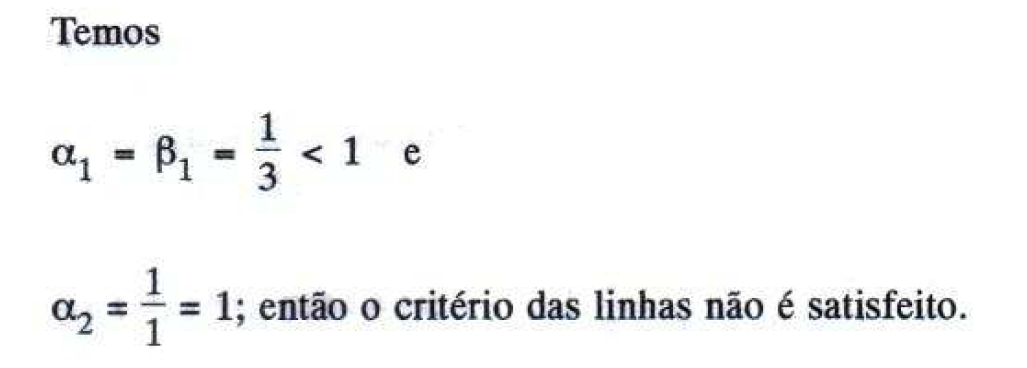 Temos
α₁ = β₁ = 1/3 < 1 e
α₂ = 1/1 = 1; então o critério das linhas não é satisfeito.